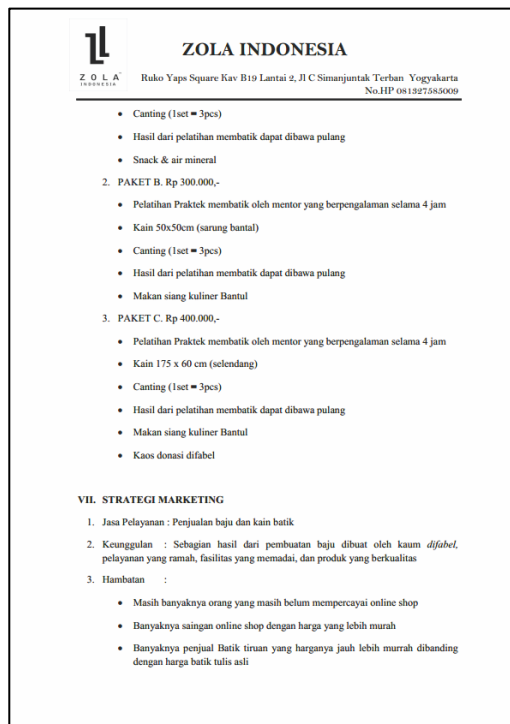 ZOLA
INDONESIA
ZOLA INDONESIA
Ruko Yaps Square Kav B19 Lantai 2, Jl C Simanjuntak Terban Yogyakarta
No.HP 081327585009
• Canting (1set = 3pcs)
• Hasil dari pelatihan membatik dapat dibawa pulang
• Snack & air mineral
2. PAKET B. Rp 300.000,-
• Pelatihan Praktek membatik oleh mentor yang berpengalaman selama 4 jam
• Kain 50x50cm (sarung bantal)
• Canting (1set = 3pcs)
• Hasil dari pelatihan membatik dapat dibawa pulang
• Makan siang kuliner Bantul
3. PAKET C. Rp 400.000,-
• Pelatihan Praktek membatik oleh mentor yang berpengalaman selama 4 jam
• Kain 175 x 60 cm (selendang)
• Canting (1set = 3pcs)
• Hasil dari pelatihan membatik dapat dibawa pulang
• Makan siang kuliner Bantul
• Kaos donasi difabel
VII. STRATEGI MARKETING
1. Jasa Pelayanan : Penjualan baju dan kain batik
2. Keunggulan : Sebagian hasil dari pembuatan baju dibuat oleh kaum difabel,
pelayanan yang ramah, fasilitas yang memadai, dan produk yang berkualitas
3. Hambatan :
• Masih banyaknya orang yang masih belum mempercayai online shop
• Banyaknya saingan online shop dengan harga yang lebih murah
• Banyaknya penjual Batik tiruan yang harganya jauh lebih murrah dibanding
dengan harga batik tulis asli